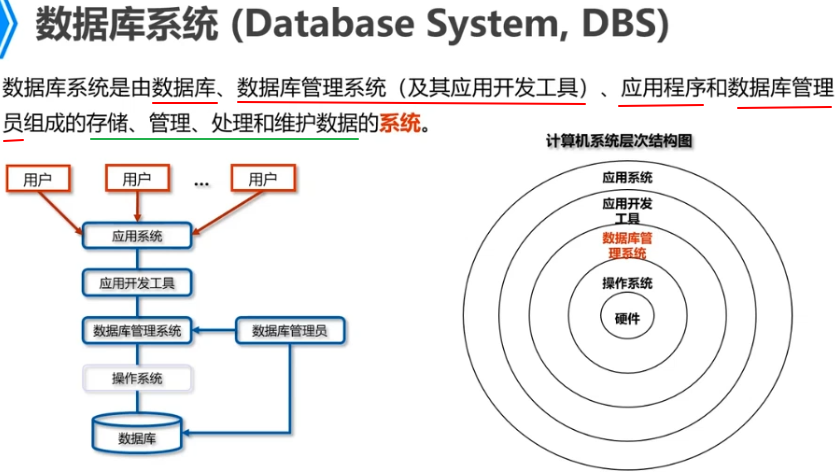 数据库系统 (Database System, DBS)
数据库系统是由数据库、数据库管理系统（及其应用开发工具）、应用程序和数据库管理
员组成的存储、管理、处理和维护数据的系统。
用户
用户
...
用户
应用系统
应用开发工具
数据库管理系统
数据库管理员
操作系统
数据库
计算机系统层次结构图
应用系统
应用开发
工具
数据库管
理系统
操作系统
硬件